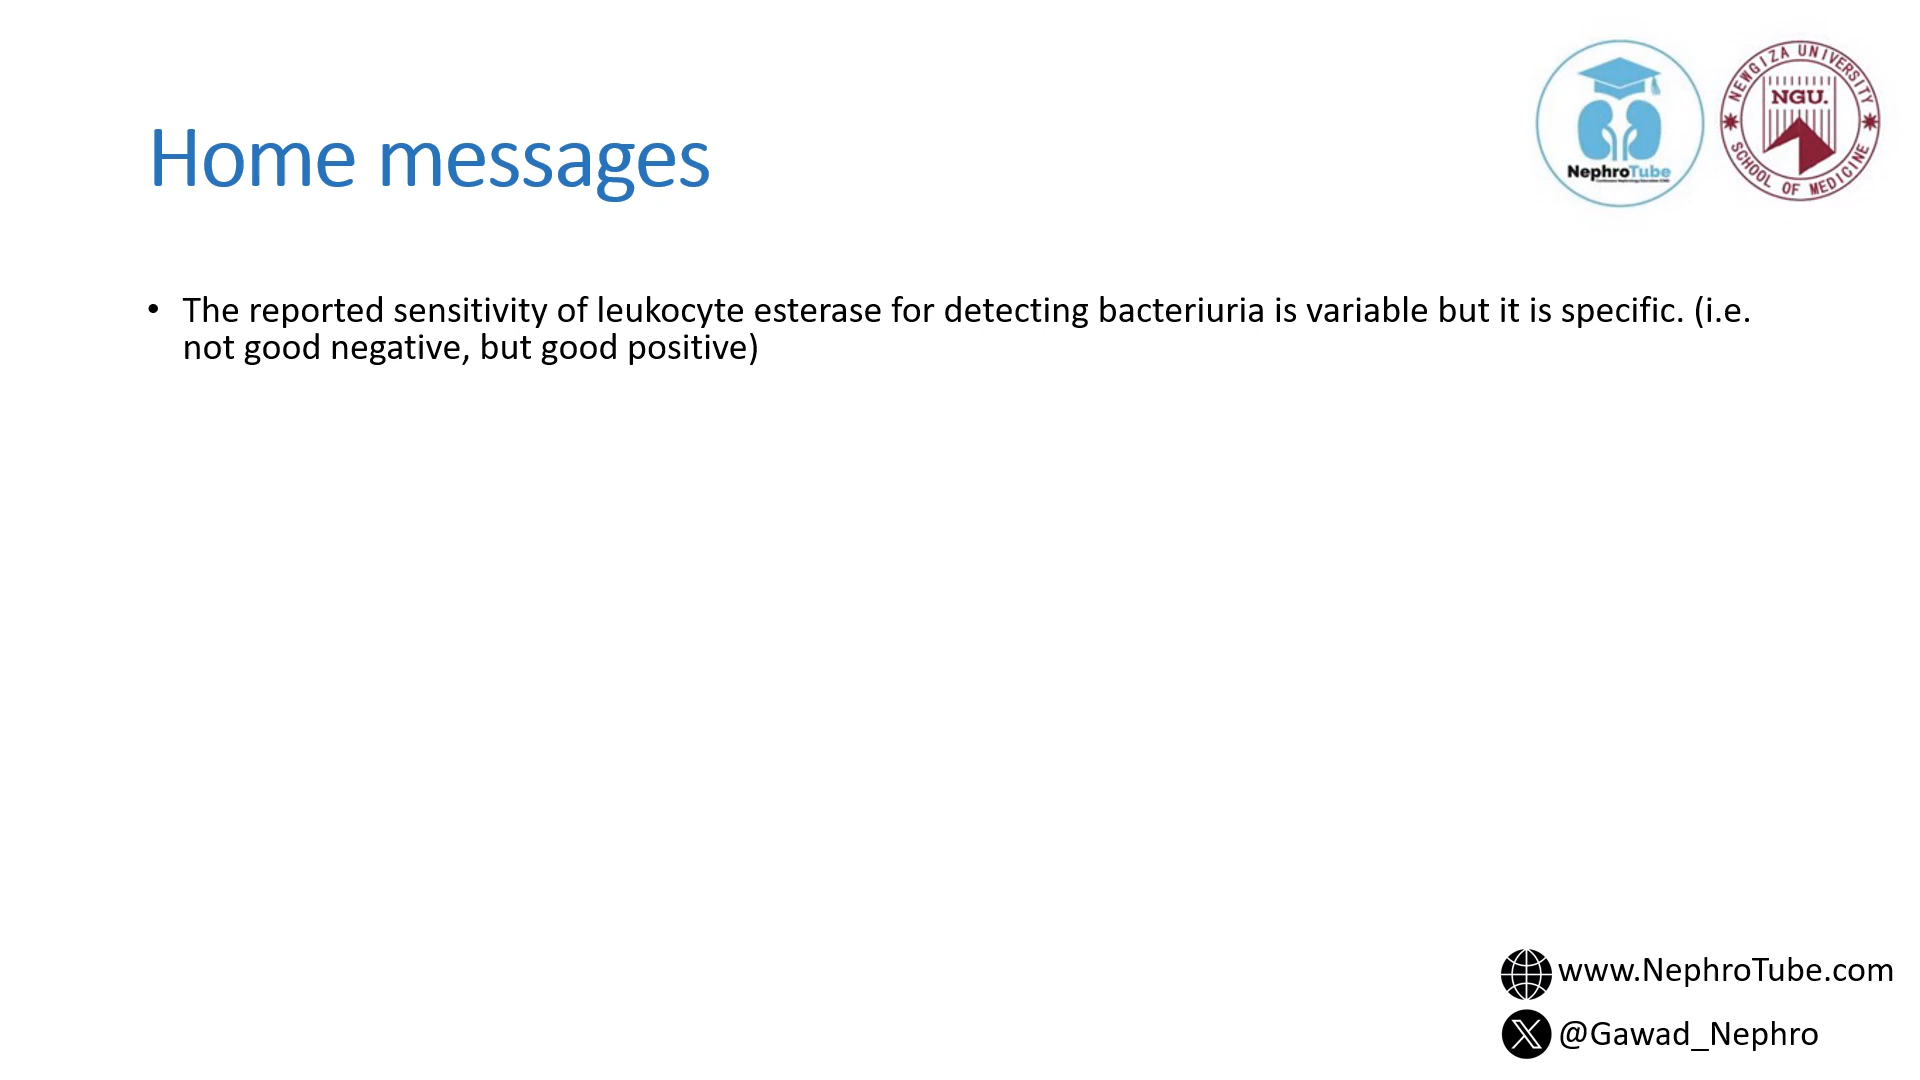 NEWGIZA UNIVERSITY
NGU.
SCHOOL OF MEDICINE
NephroTube
Home messages
• The reported sensitivity of leukocyte esterase for detecting bacteriuria is variable but it is specific. (i.e.
not good negative, but good positive)
www.NephroTube.com
@Gawad_Nephro